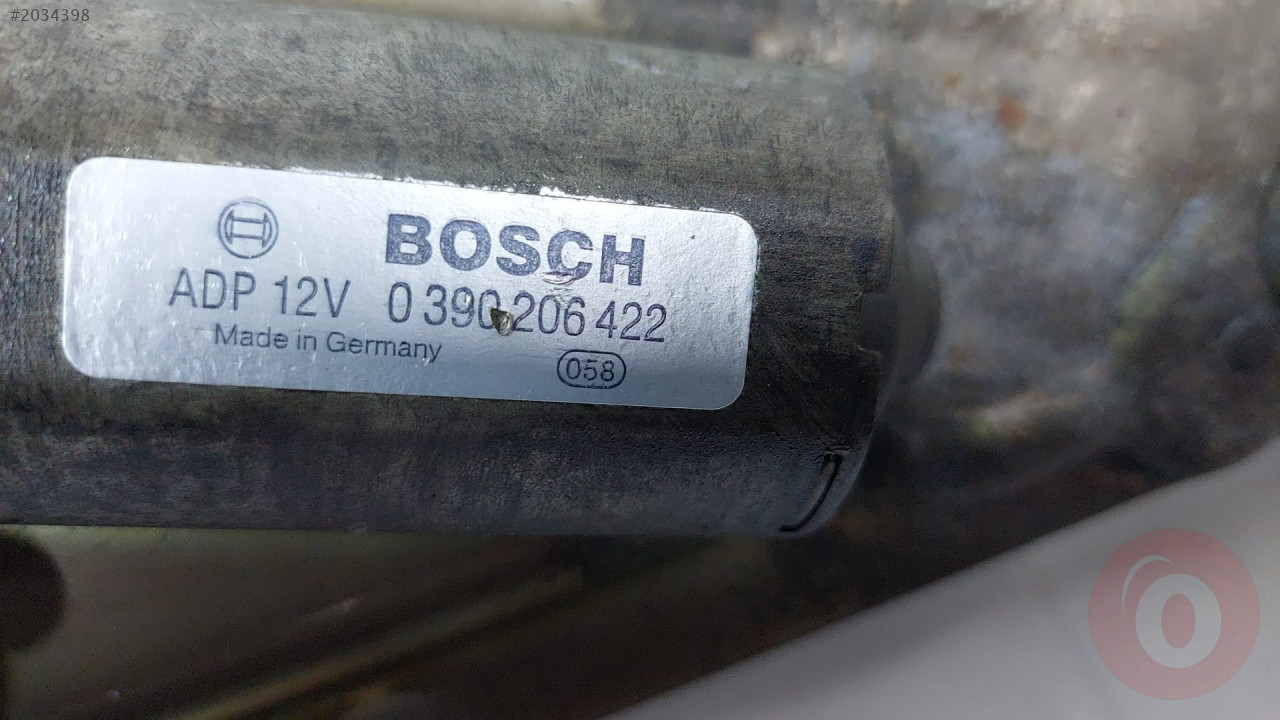 #2034398
BOSCH
ADP 12V 0 390 206 422
Made in Germany
058